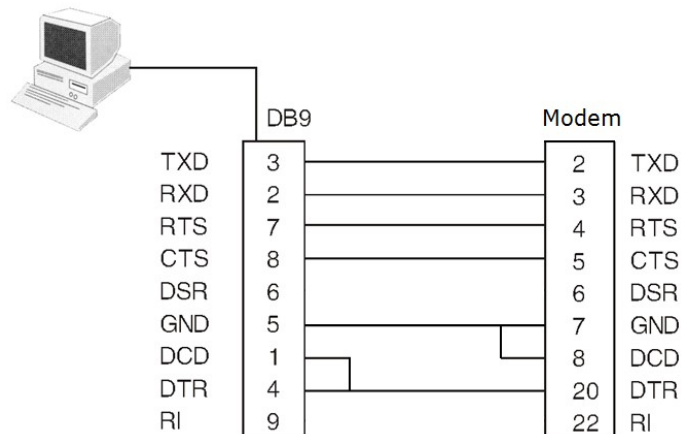 DB9 Modem
TXD 3 2 TXD
RXD 2 3 RXD
RTS 7 4 RTS
CTS 8 5 CTS
DSR 6 6 DSR
GND 5 7 GND
DCD 1 8 DCD
DTR 4 20 DTR
RI 9 22 RI